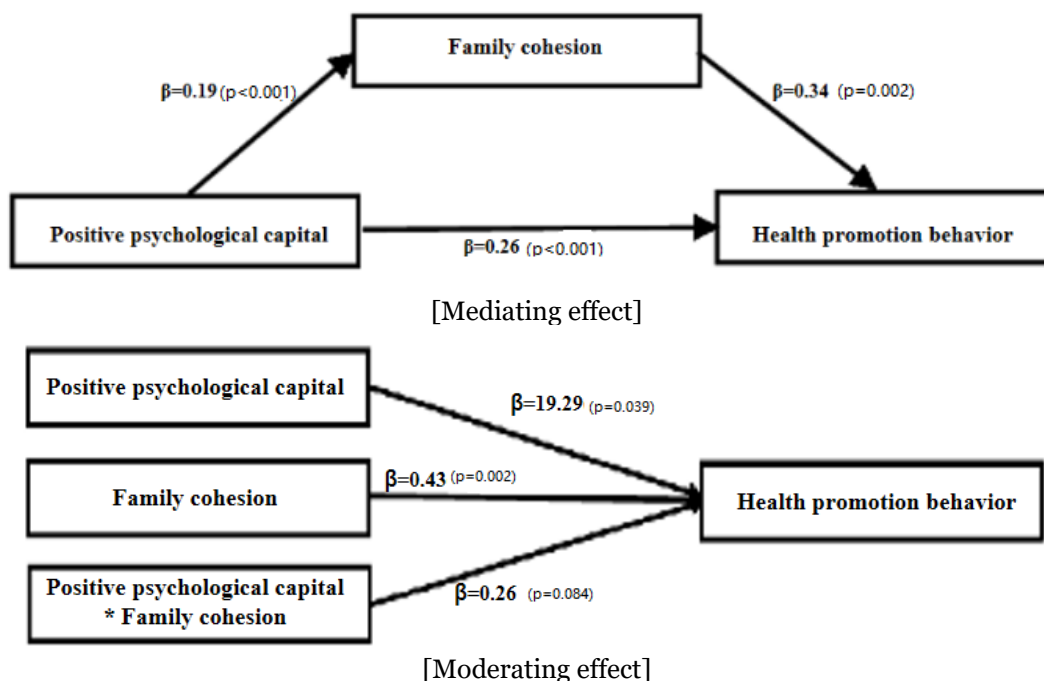 Family cohesion
β=0.19 (p<0.001)
β=0.34 (p=0.002)
Positive psychological capital
β=0.26 (p<0.001)
Health promotion behavior
[Mediating effect]
Positive psychological capital
β=19.29 (p=0.039)
Family cohesion
β=0.43 (p=0.002)
Health promotion behavior
Positive psychological capital
* Family cohesion
β=0.26 (p=0.084)
[Moderating effect]